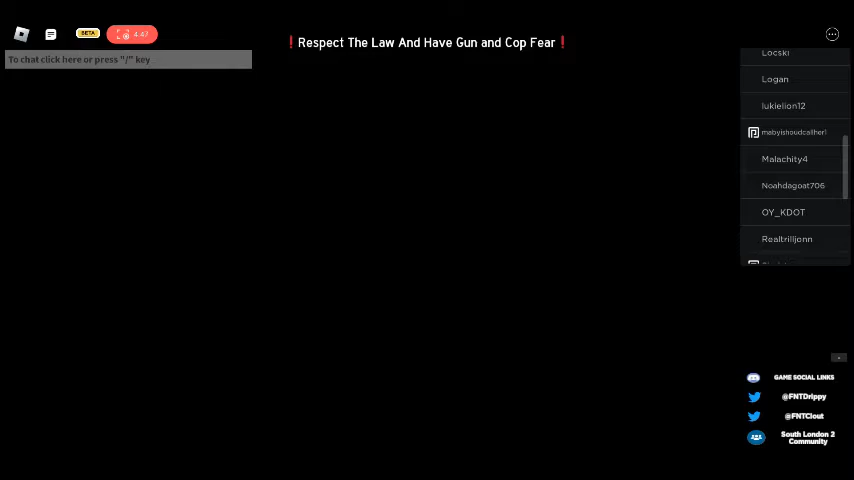 BETA
4:47
❗Respect The Law And Have Gun and Cop Fear❗
To chat click here or press "/" key
Locski
Logan
lukielion12
mabyishoudcallher1
Malachity4
Noahdagoat706
OY_KDOT
Realtrilljonn
GAME SOCIAL LINKS
@FNTDrippy
@FNTClout
South London 2
Community